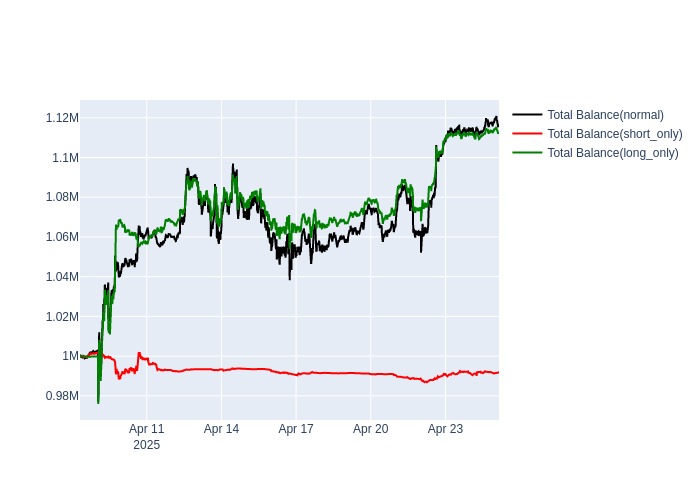 1.12M
1.1M
1.08M
1.06M
1.04M
1.02M
1M
0.98M
Apr 11
2025
Apr 14
Apr 17
Apr 20
Apr 23
Total Balance(normal)
Total Balance(short_only)
Total Balance(long_only)